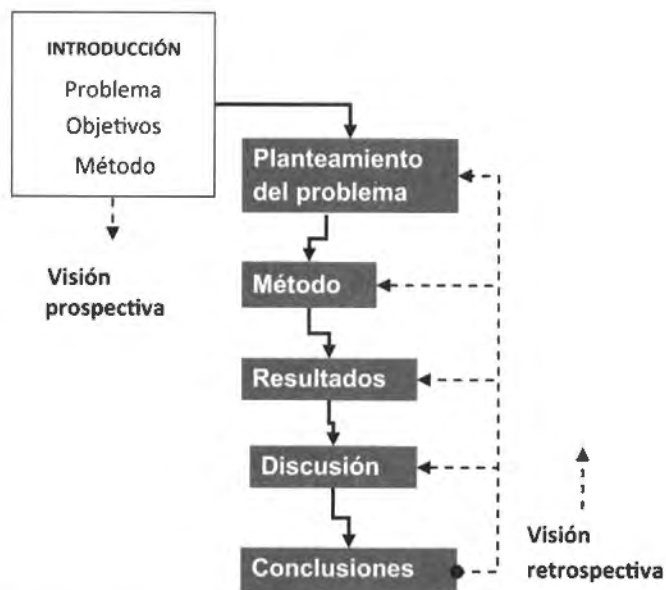 INTRODUCCIÓN
Problema
Objetivos
Método
Visión
prospectiva
Planteamiento
del problema
Método
Resultados
Discusión
Conclusiones
Visión
retrospectiva